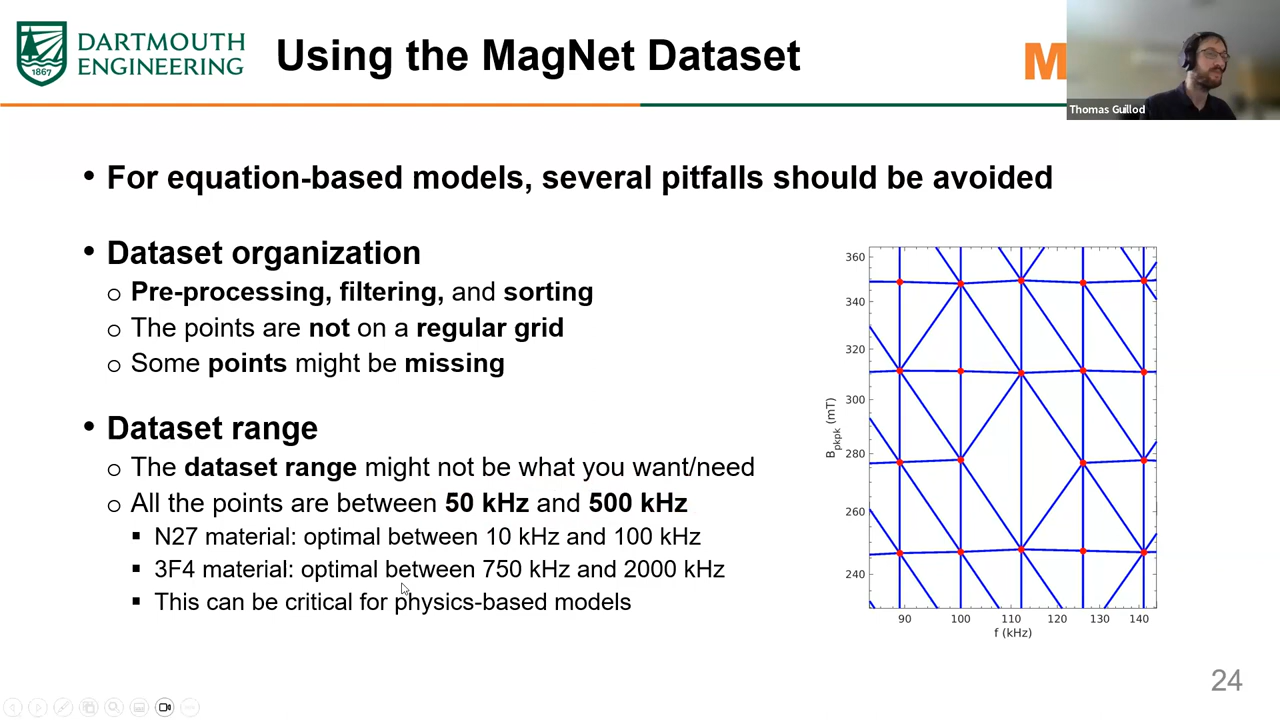 DARTMOUTH
ENGINEERING
1867
Using the MagNet Dataset
M
Thomas Guillod
• For equation-based models, several pitfalls should be avoided
• Dataset organization
o Pre-processing, filtering, and sorting
o The points are not on a regular grid
o Some points might be missing
• Dataset range
o The dataset range might not be what you want/need
o All the points are between 50 kHz and 500 kHz
▪ N27 material: optimal between 10 kHz and 100 kHz
▪ 3F4 material: optimal between 750 kHz and 2000 kHz
▪ This can be critical for physics-based models
360
340
320
300
280
260
240
Bpkpk (mT)
90 100 110 120 130 140
f (kHz)
24